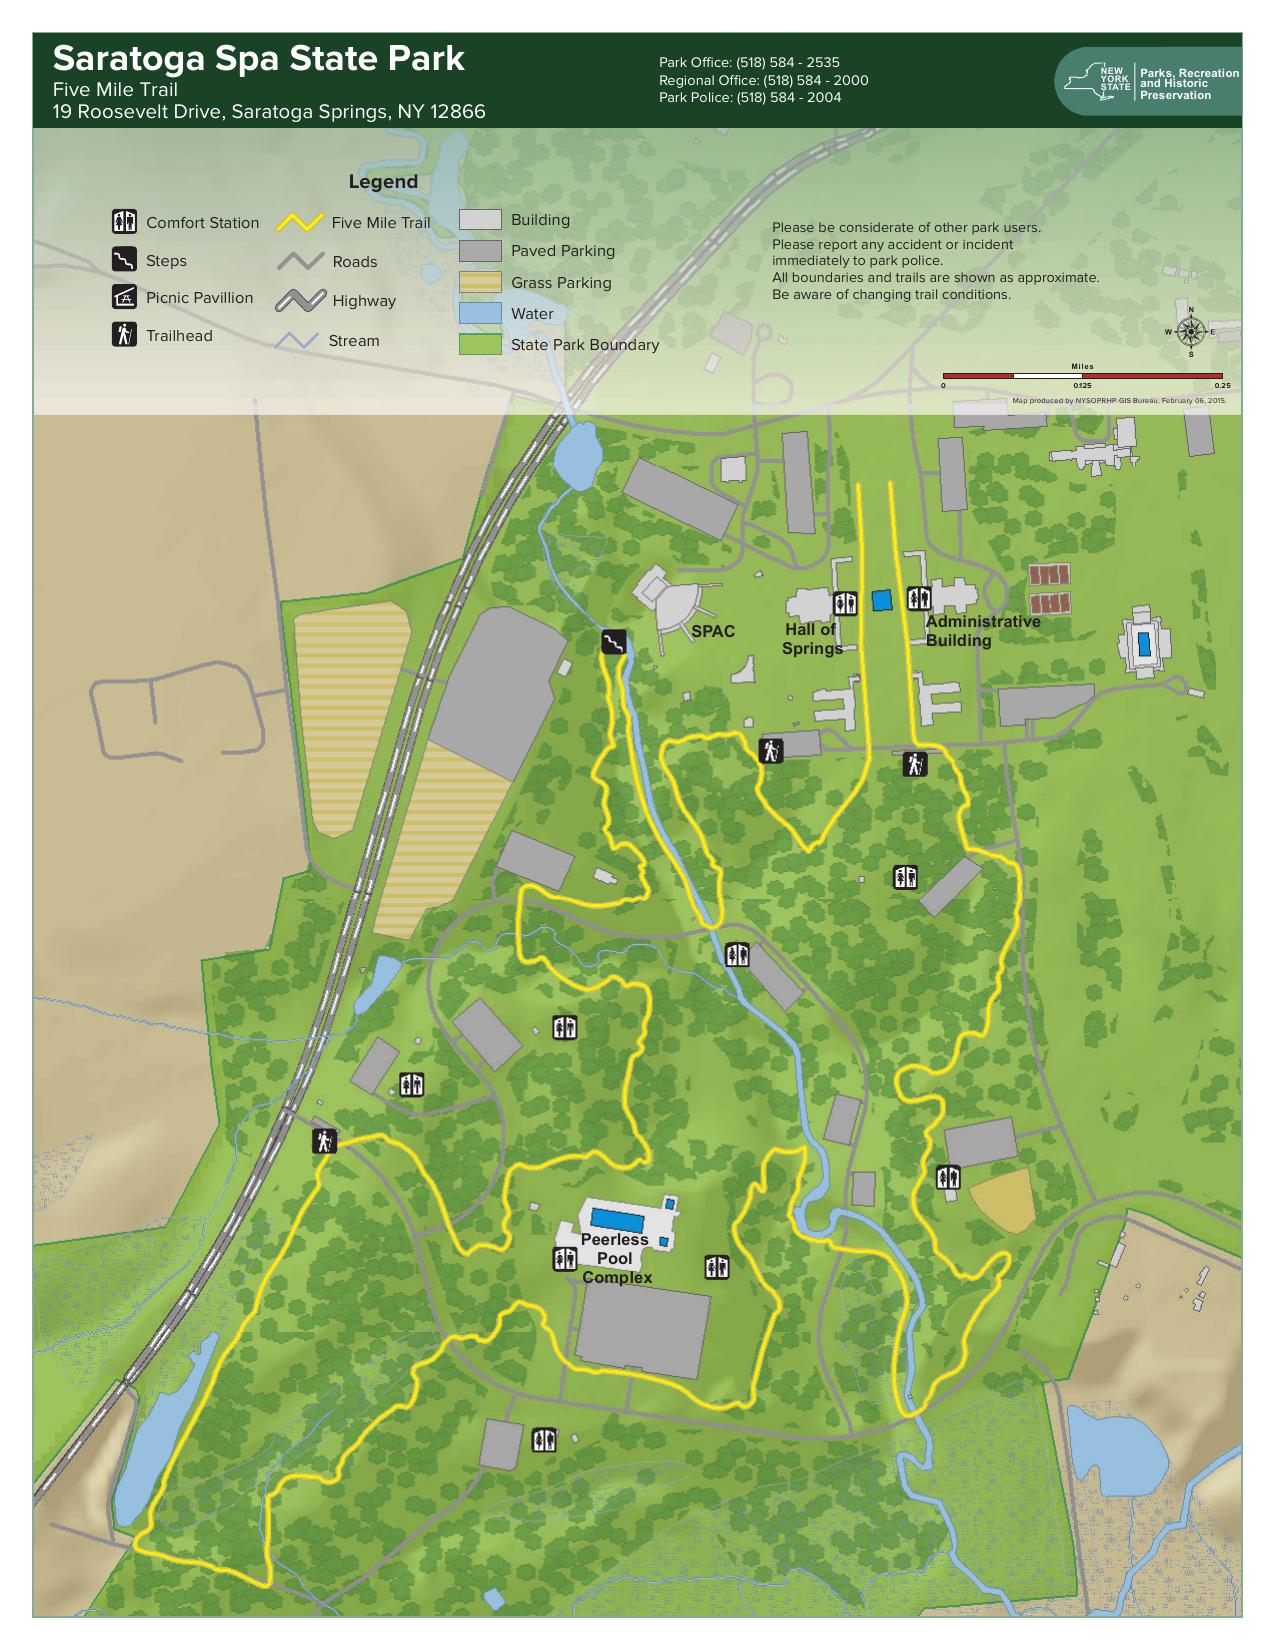 Saratoga Spa State Park
Five Mile Trail
19 Roosevelt Drive, Saratoga Springs, NY 12866
Park Office: (518) 584 - 2535
Regional Office: (518) 584 - 2000
Park Police: (518) 584 - 2004
NEW
YORK
STATE
Parks, Recreation
and Historic
Preservation
Legend
Comfort Station
Steps
Picnic Pavillion
Trailhead
Five Mile Trail
Roads
Highway
Stream
Building
Paved Parking
Grass Parking
Water
State Park Boundary
Please be considerate of other park users.
Please report any accident or incident
immediately to park police.
All boundaries and trails are shown as approximate.
Be aware of changing trail conditions.
N
W E
S
Miles
0 0.125 0.25
Map produced by NYSOPRHP GIS Bureau, February 06, 2015.
SPAC
Hall of
Springs
Administrative
Building
Peerless
Pool
Complex